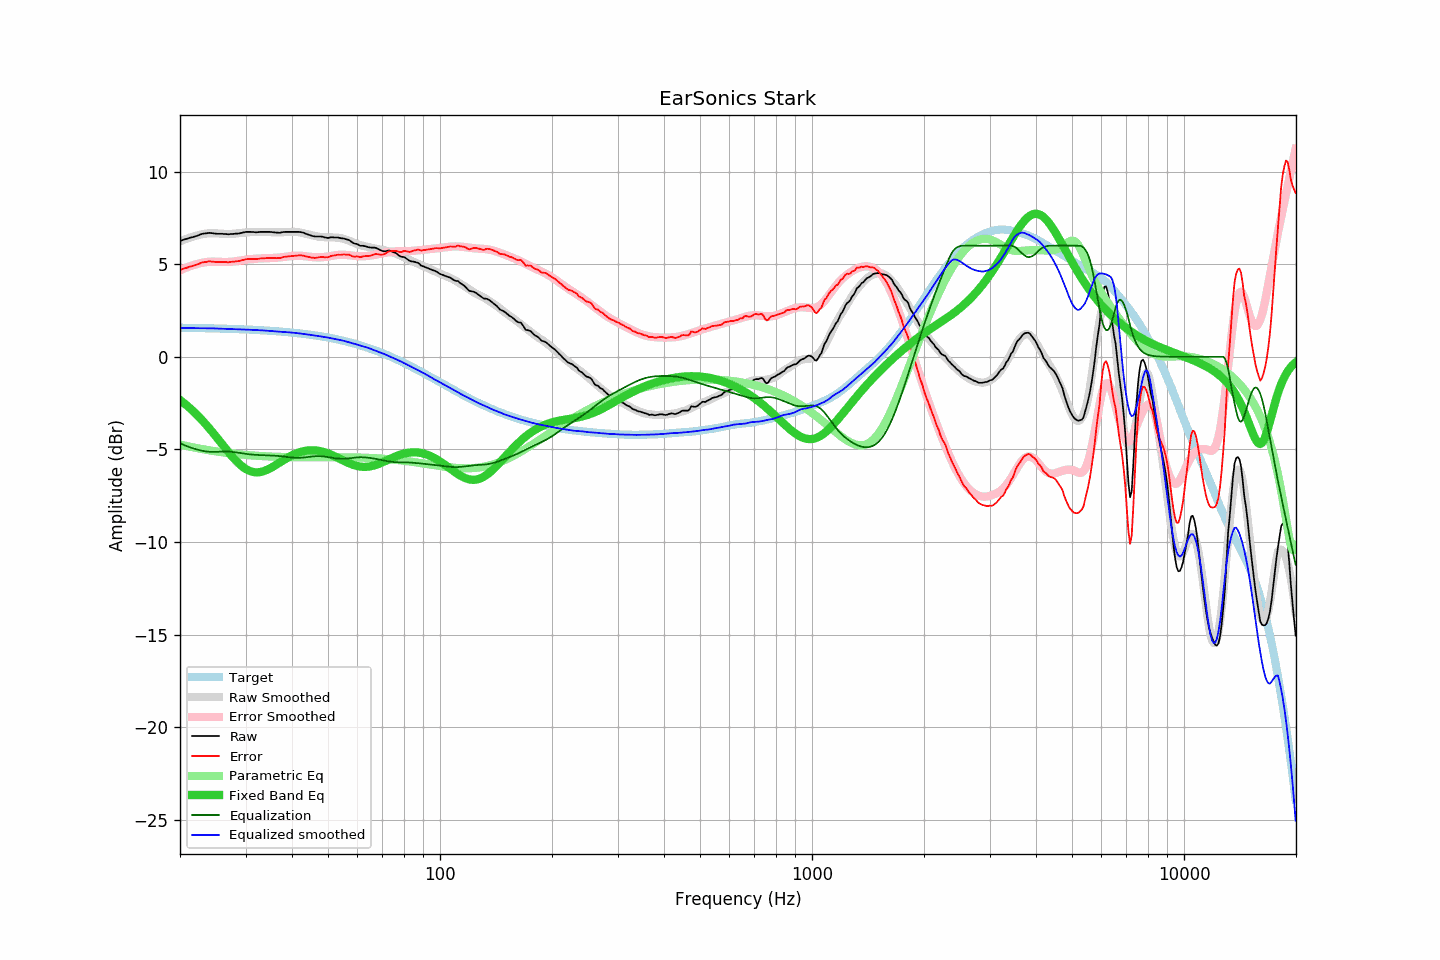 EarSonics Stark
10
5
0
−5
−10
−15
−20
−25
Amplitude (dBr)
Target
Raw Smoothed
Error Smoothed
Raw
Error
Parametric Eq
Fixed Band Eq
Equalization
Equalized smoothed
100
1000
10000
Frequency (Hz)